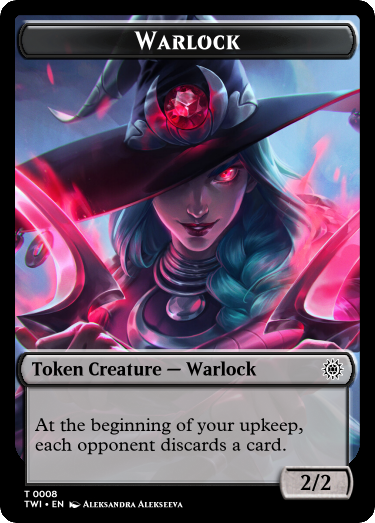 Warlock
Token Creature — Warlock
At the beginning of your upkeep,
each opponent discards a card.
2/2
T 0008
TWI • EN Aleksandra Alekseeva